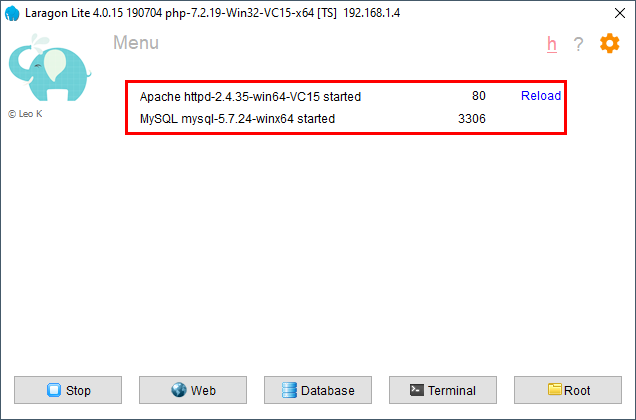 Laragon Lite 4.0.15 190704 php-7.2.19-Win32-VC15-x64 [TS] 192.168.1.4
Menu
h ?
© Leo K
Apache httpd-2.4.35-win64-VC15 started 80 Reload
MySQL mysql-5.7.24-winx64 started 3306
Stop Web Database Terminal Root